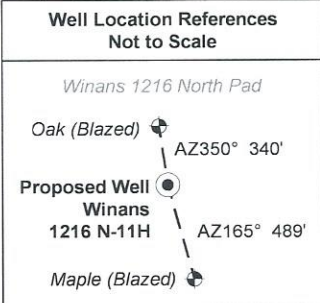 Well Location References
Not to Scale
Winans 1216 North Pad
Oak (Blazed)
AZ350° 340'
Proposed Well
Winans
1216 N-11H
AZ165° 489'
Maple (Blazed)